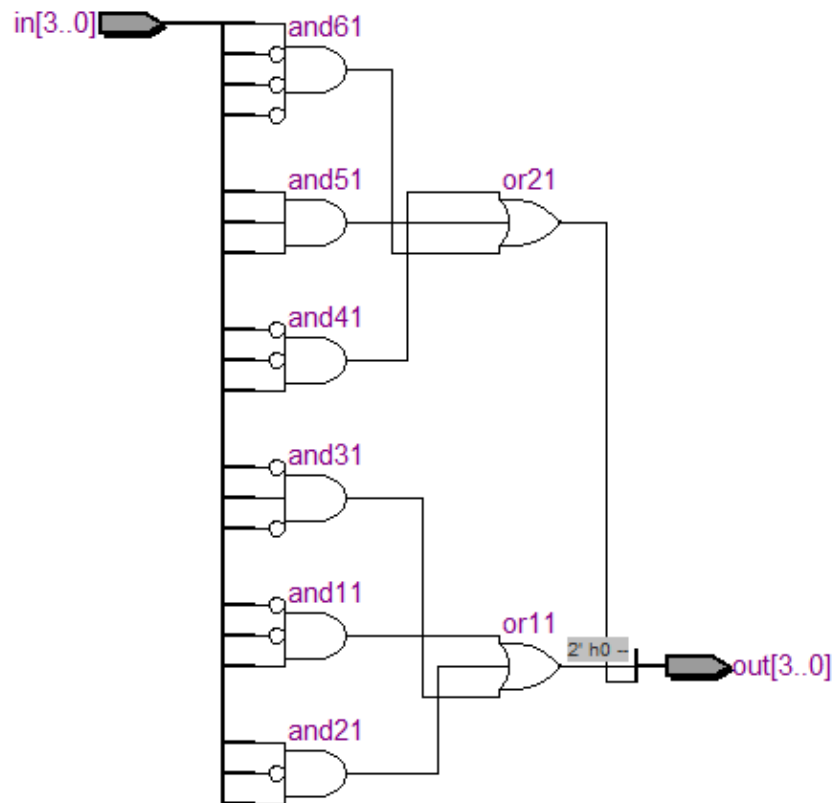 in[3..0]
and61
and51
or21
and41
and31
and11
or11
2' h0 --
out[3..0]
and21